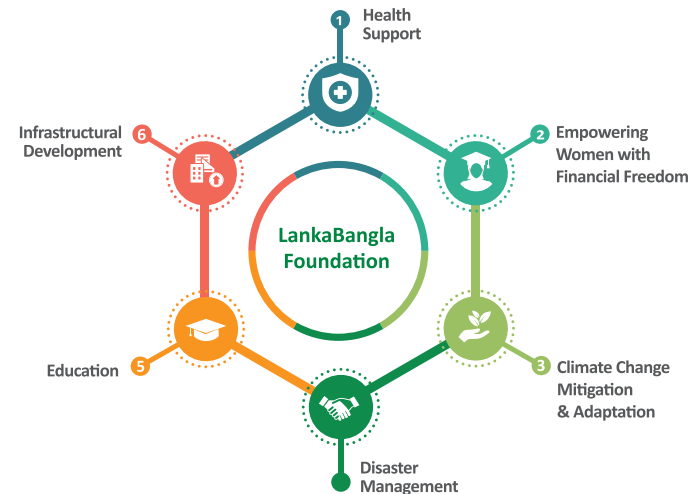 1
Health
Support
2
Empowering
Women with
Financial Freedom
3
Climate Change
Mitigation
& Adaptation
Disaster
Management
5
Education
6
Infrastructural
Development
LankaBangla
Foundation